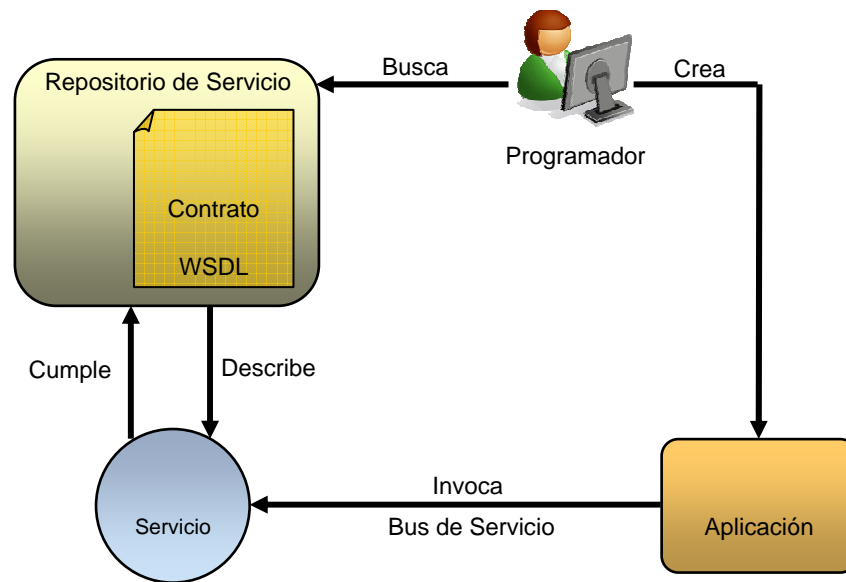 Busca
Crea
Repositorio de Servicio
Programador
Contrato
WSDL
Cumple
Describe
Invoca
Servicio
Bus de Servicio
Aplicación